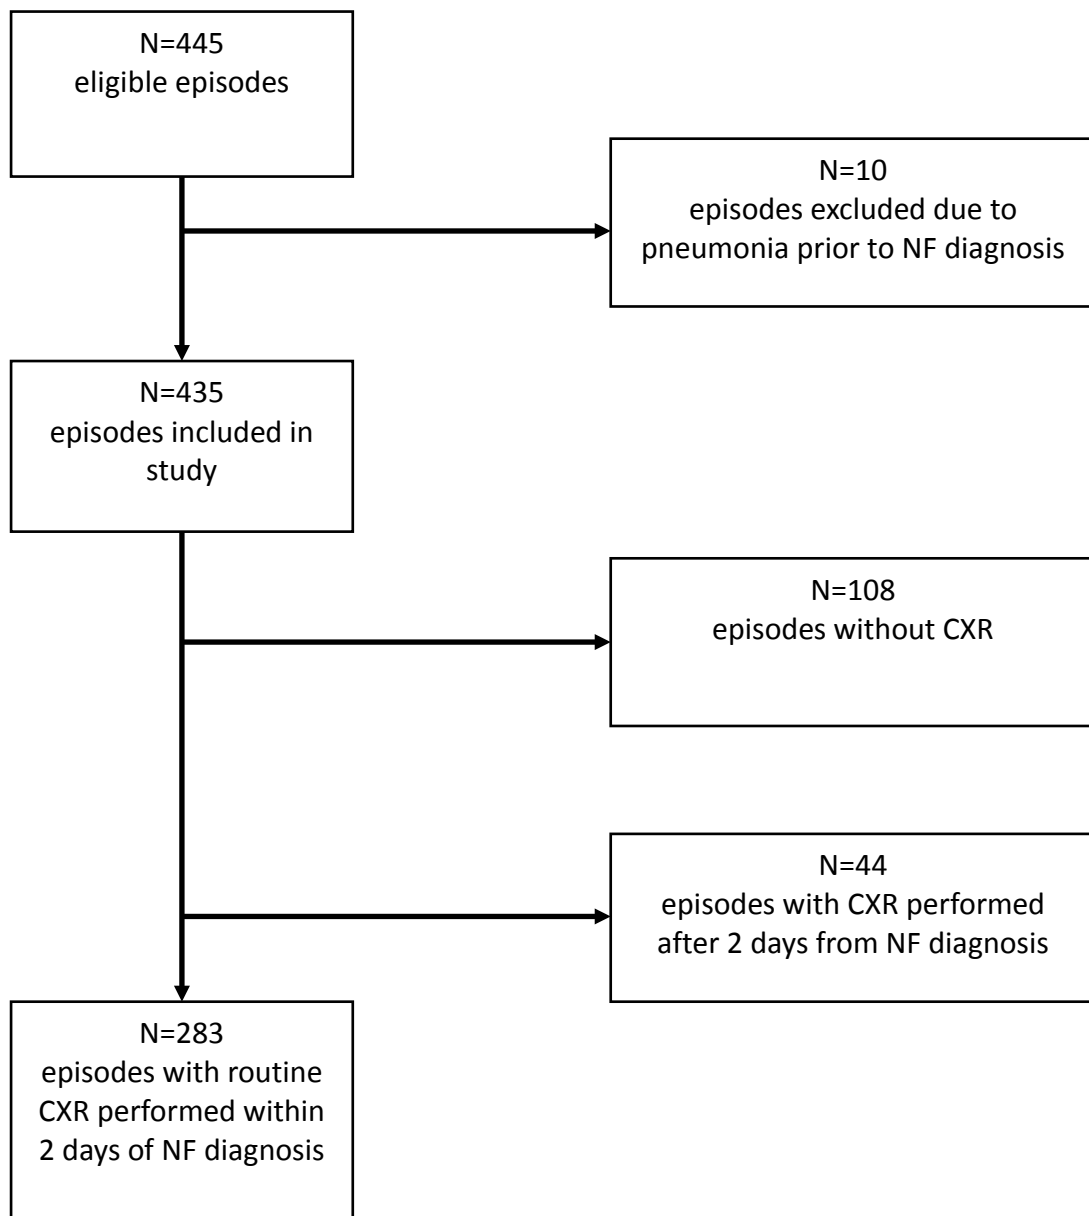 N=445
eligible episodes
N=10
episodes excluded due to
pneumonia prior to NF diagnosis
N=435
episodes included in
study
N=108
episodes without CXR
N=44
episodes with CXR performed
after 2 days from NF diagnosis
N=283
episodes with routine
CXR performed within
2 days of NF diagnosis